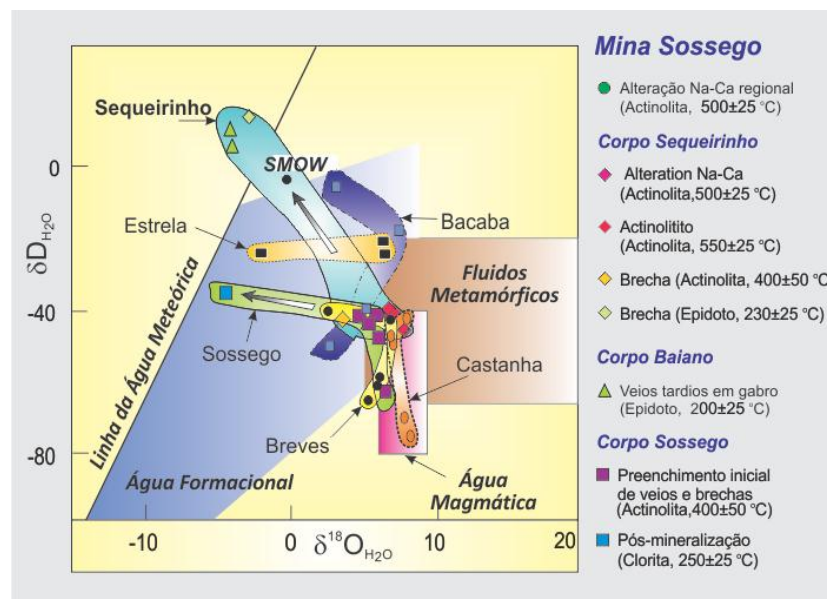 Sequeirinho
SMOW
Bacaba
Estrela
Fluidos
Metamórficos
Sossego
Castanha
Breves
Linha da Água Meteórica
Água Formacional
Água
Magmática
δD H₂O
0
-40
-80
-10
0
δ¹⁸O H₂O
10
20
Mina Sossego
Alteração Na-Ca regional
(Actinolita, 500±25 °C)
Corpo Sequeirinho
Alteration Na-Ca
(Actinolita,500±25 °C)
Actinolitito
(Actinolita, 550±25 °C)
Brecha (Actinolita, 400±50 °C)
Brecha (Epidoto, 230±25 °C)
Corpo Baiano
Veios tardios em gabro
(Epidoto, 200±25 °C)
Corpo Sossego
Preenchimento inicial
de veios e brechas
(Actinolita,400±50 °C)
Pós-mineralização
(Clorita, 250±25 °C)